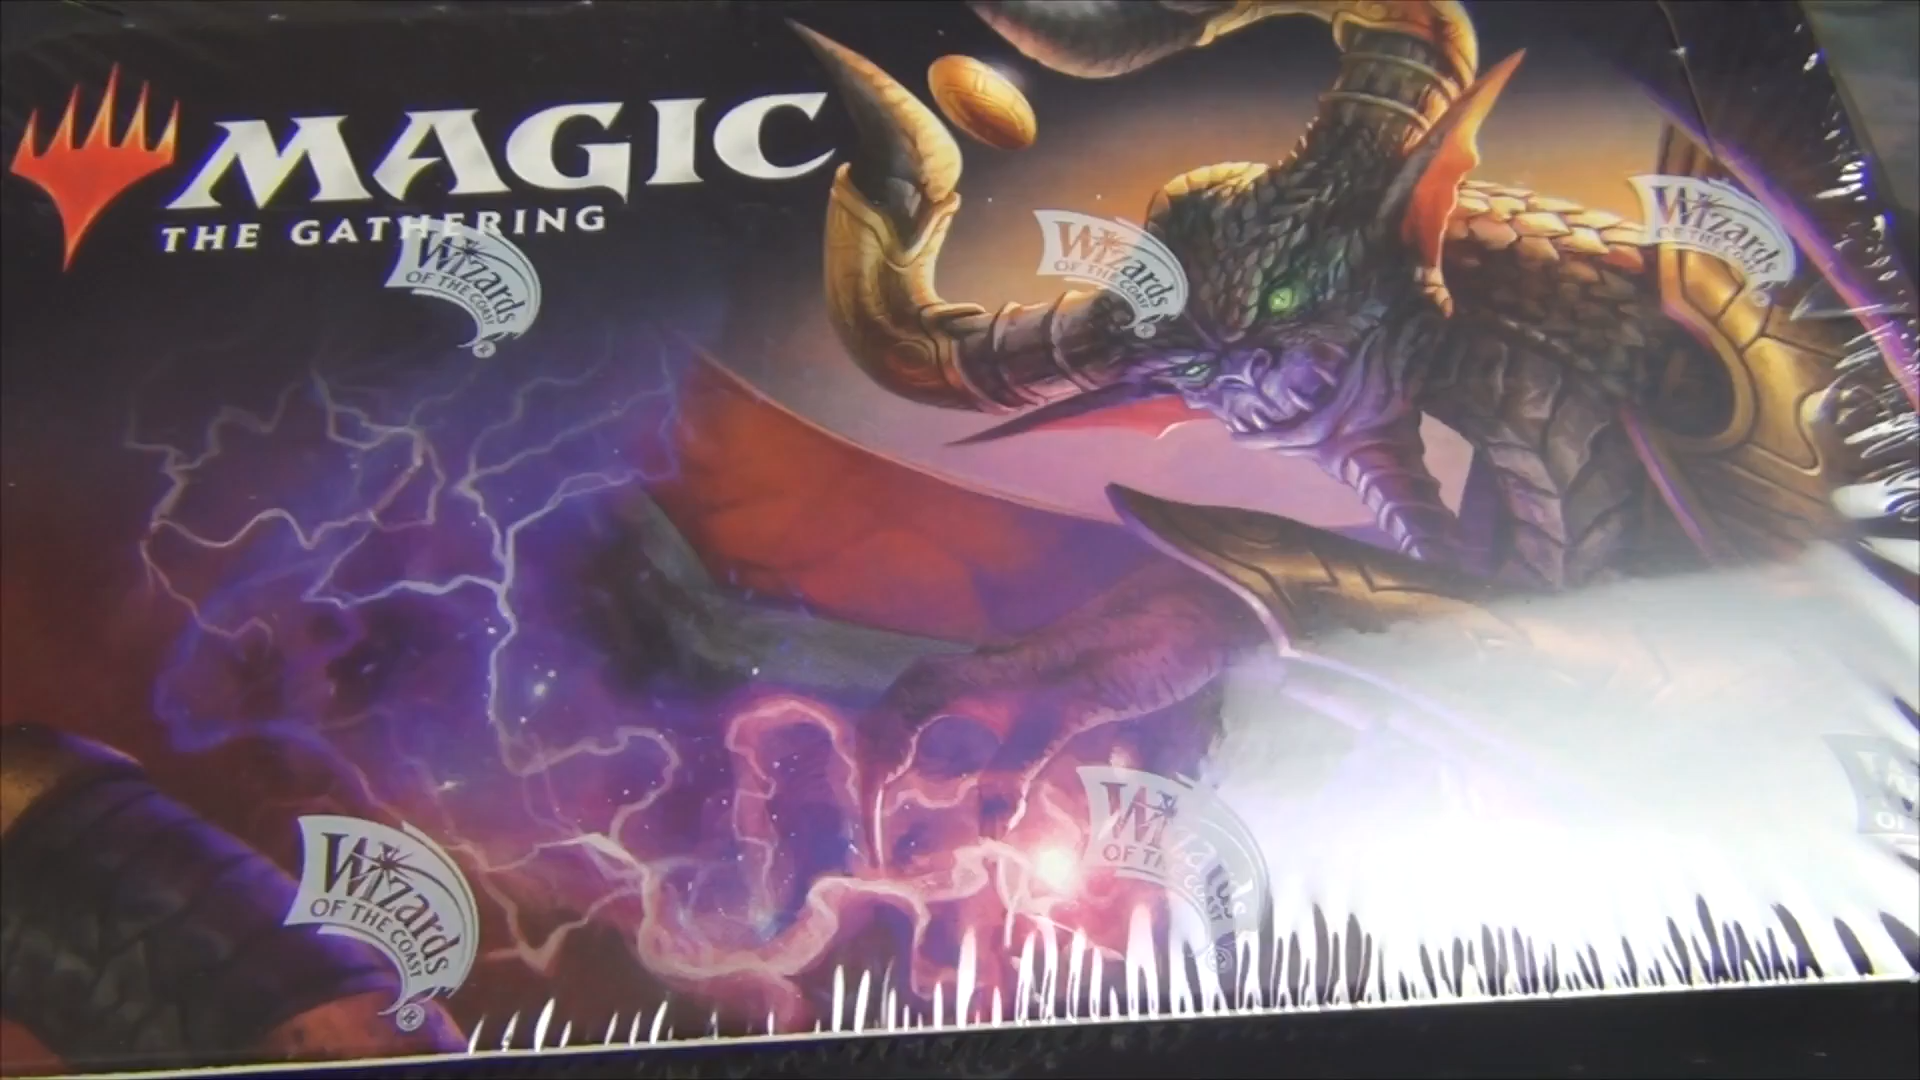 MAGIC
THE GATHERING
Wizards
OF THE COAST
Wizards
OF THE COAST
Wizards
OF THE COAST
Wizards
OF THE COAST
®
Wizards
OF THE COAST
OF